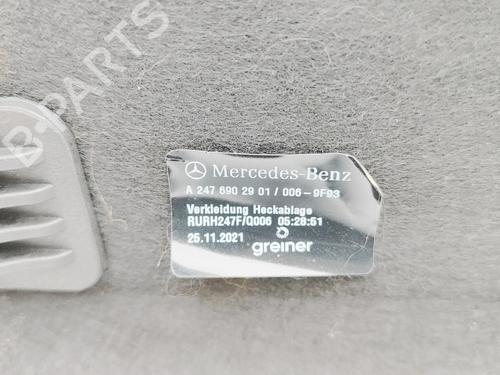 B-PARTS
Mercedes-Benz
A 247 690 29 01 / 006 - 9F93
Verkleidung Heckablage
RURH247F/Q006 05:28:51
25.11.2021
greiner